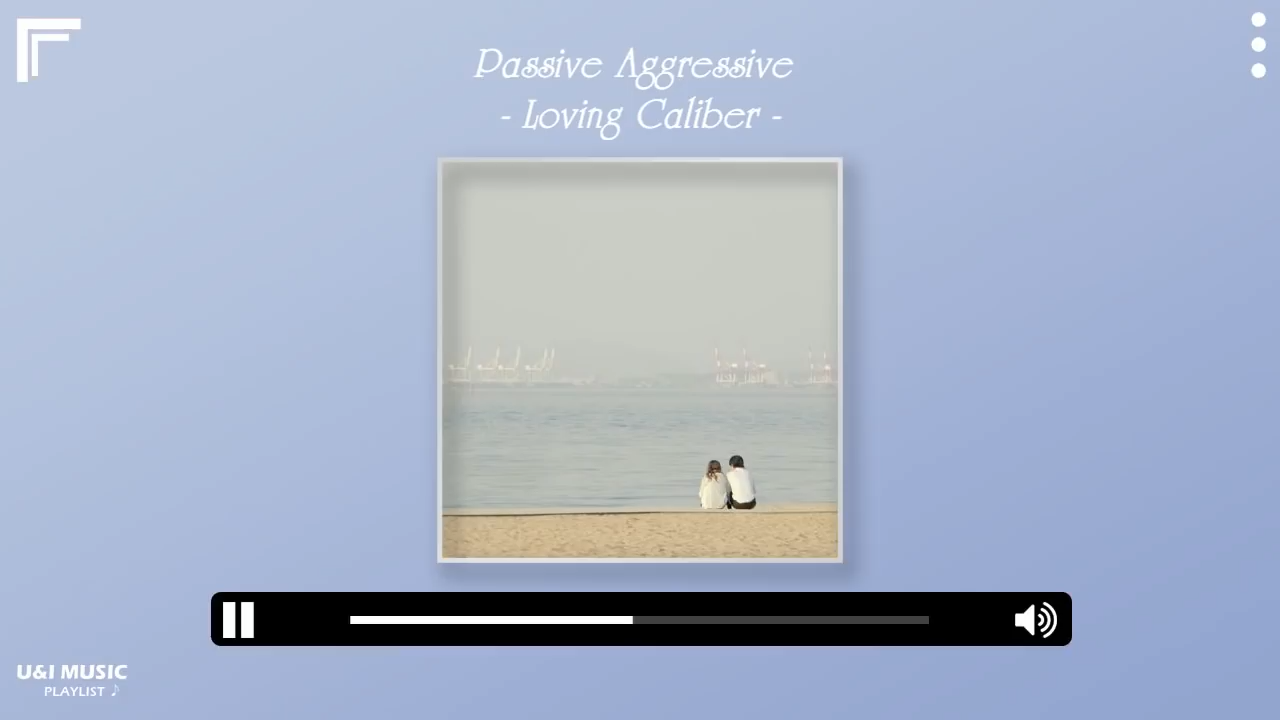 Passive Aggressive
- Loving Caliber -
U&I MUSIC
PLAYLIST ♪